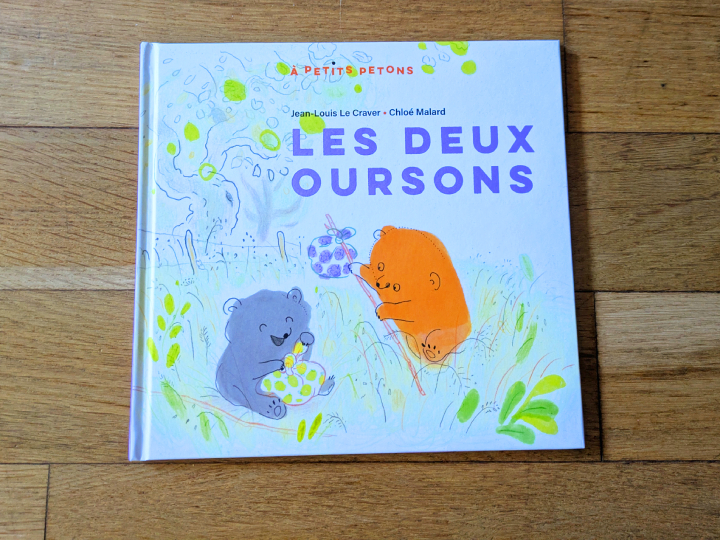 À PETITS PETONS
Jean-Louis Le Craver • Chloé Malard
LES DEUX
OURSONS